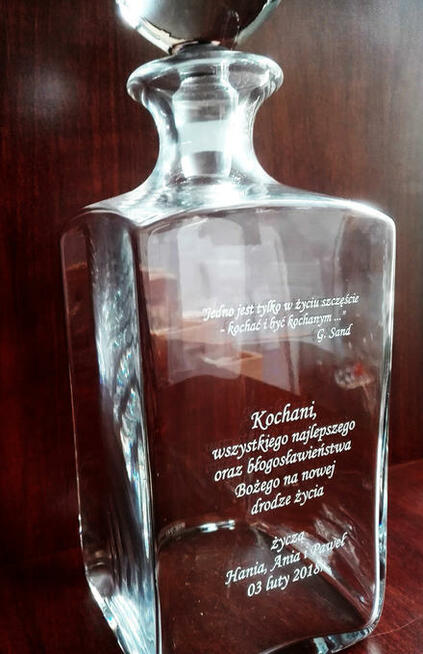 "Jedno jest tylko w życiu szczęście
- kochać i być kochanym ..."
G. Sand
Kochani,
wszystkiego najlepszego
oraz błogosławieństwa
Bożego na nowej
drodze życia
życzą
Hania, Ania i Paweł
03 luty 2018r.